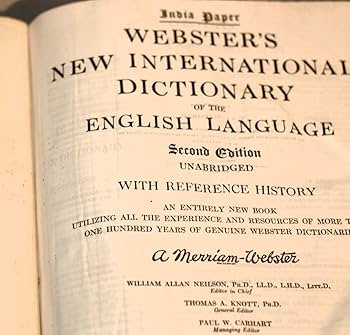 India Paper
WEBSTER'S
NEW INTERNATIONAL
DICTIONARY
OF THE
ENGLISH LANGUAGE
Second Edition
UNABRIDGED
WITH REFERENCE HISTORY
AN ENTIRELY NEW BOOK
UTILIZING ALL THE EXPERIENCE AND RESOURCES OF MORE T
ONE HUNDRED YEARS OF GENUINE WEBSTER DICTIONARI
A Merriam-Webster
WILLIAM ALLAN NEILSON, PH.D., LL.D., L.H.D., LITT.D.
Editor in Chief
THOMAS A. KNOTT, PH.D.
General Editor
PAUL W. CARHART
Managing Editor